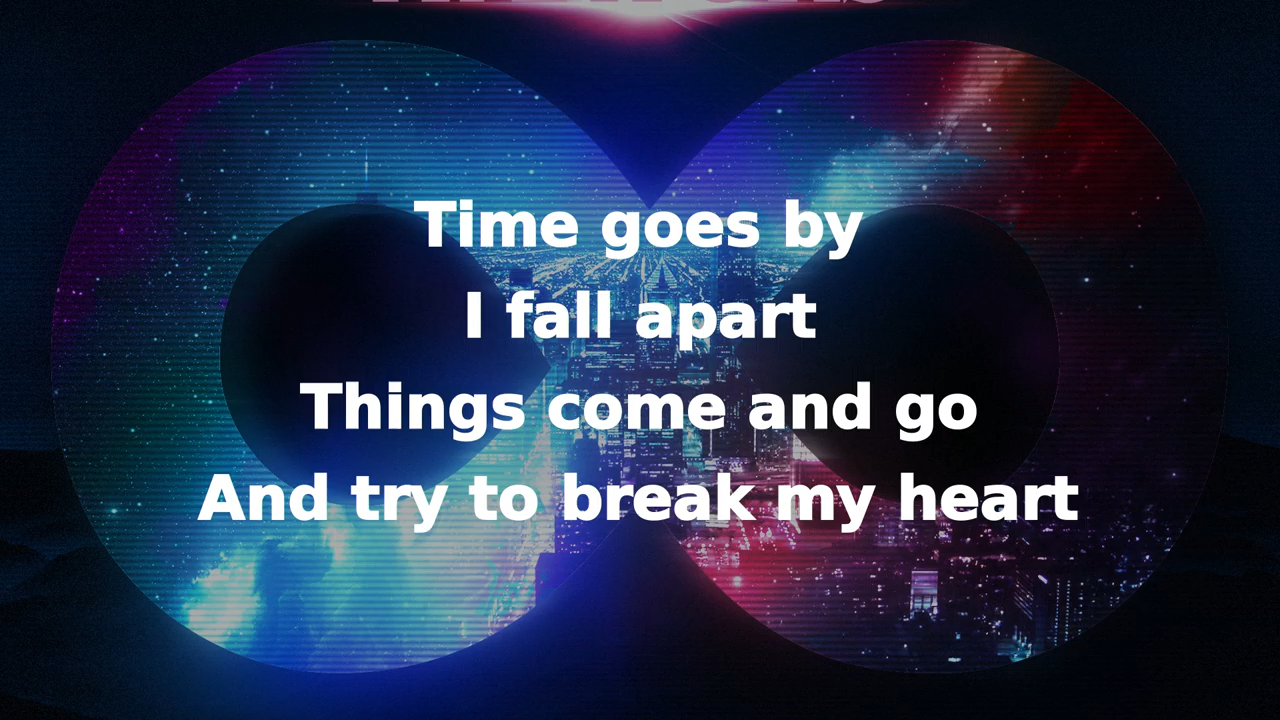 Time goes by
I fall apart
Things come and go
And try to break my heart